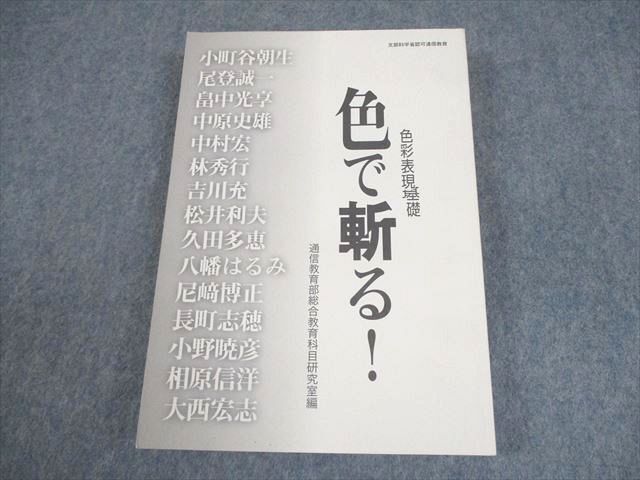 文部科学省認可通信教育
色彩表現基礎
色で斬る!
通信教育部総合教育科目研究室編
小町谷朝生
尾登誠一
畠中光享
中原史雄
中村宏
林秀行
吉川充
松井利夫
久田多恵
八幡はるみ
尼﨑博正
長町志穂
小野暁彦
相原信洋
大西宏志